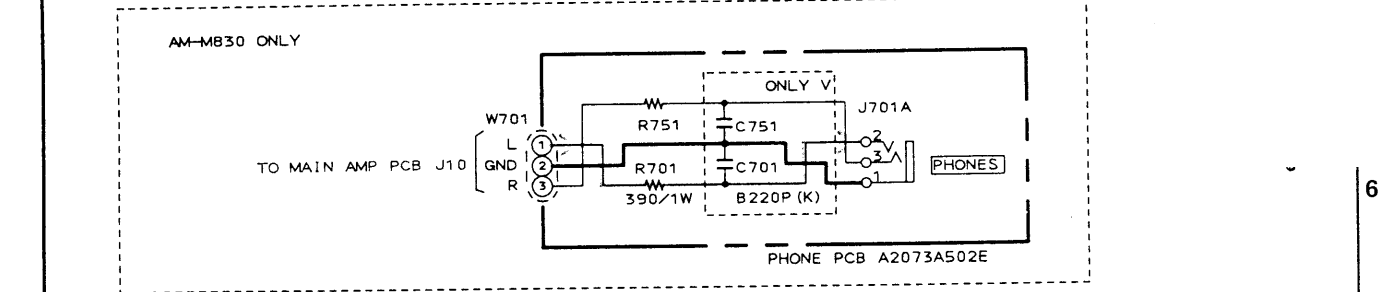 AM-M830 ONLY
ONLY V
W701
J701A
R751
C751
L
1
2
TO MAIN AMP PCB J10
GND
2
R701
C701
3
PHONES
R
3
390/1W
B220P(K)
1
PHONE PCB A2073A502E
6